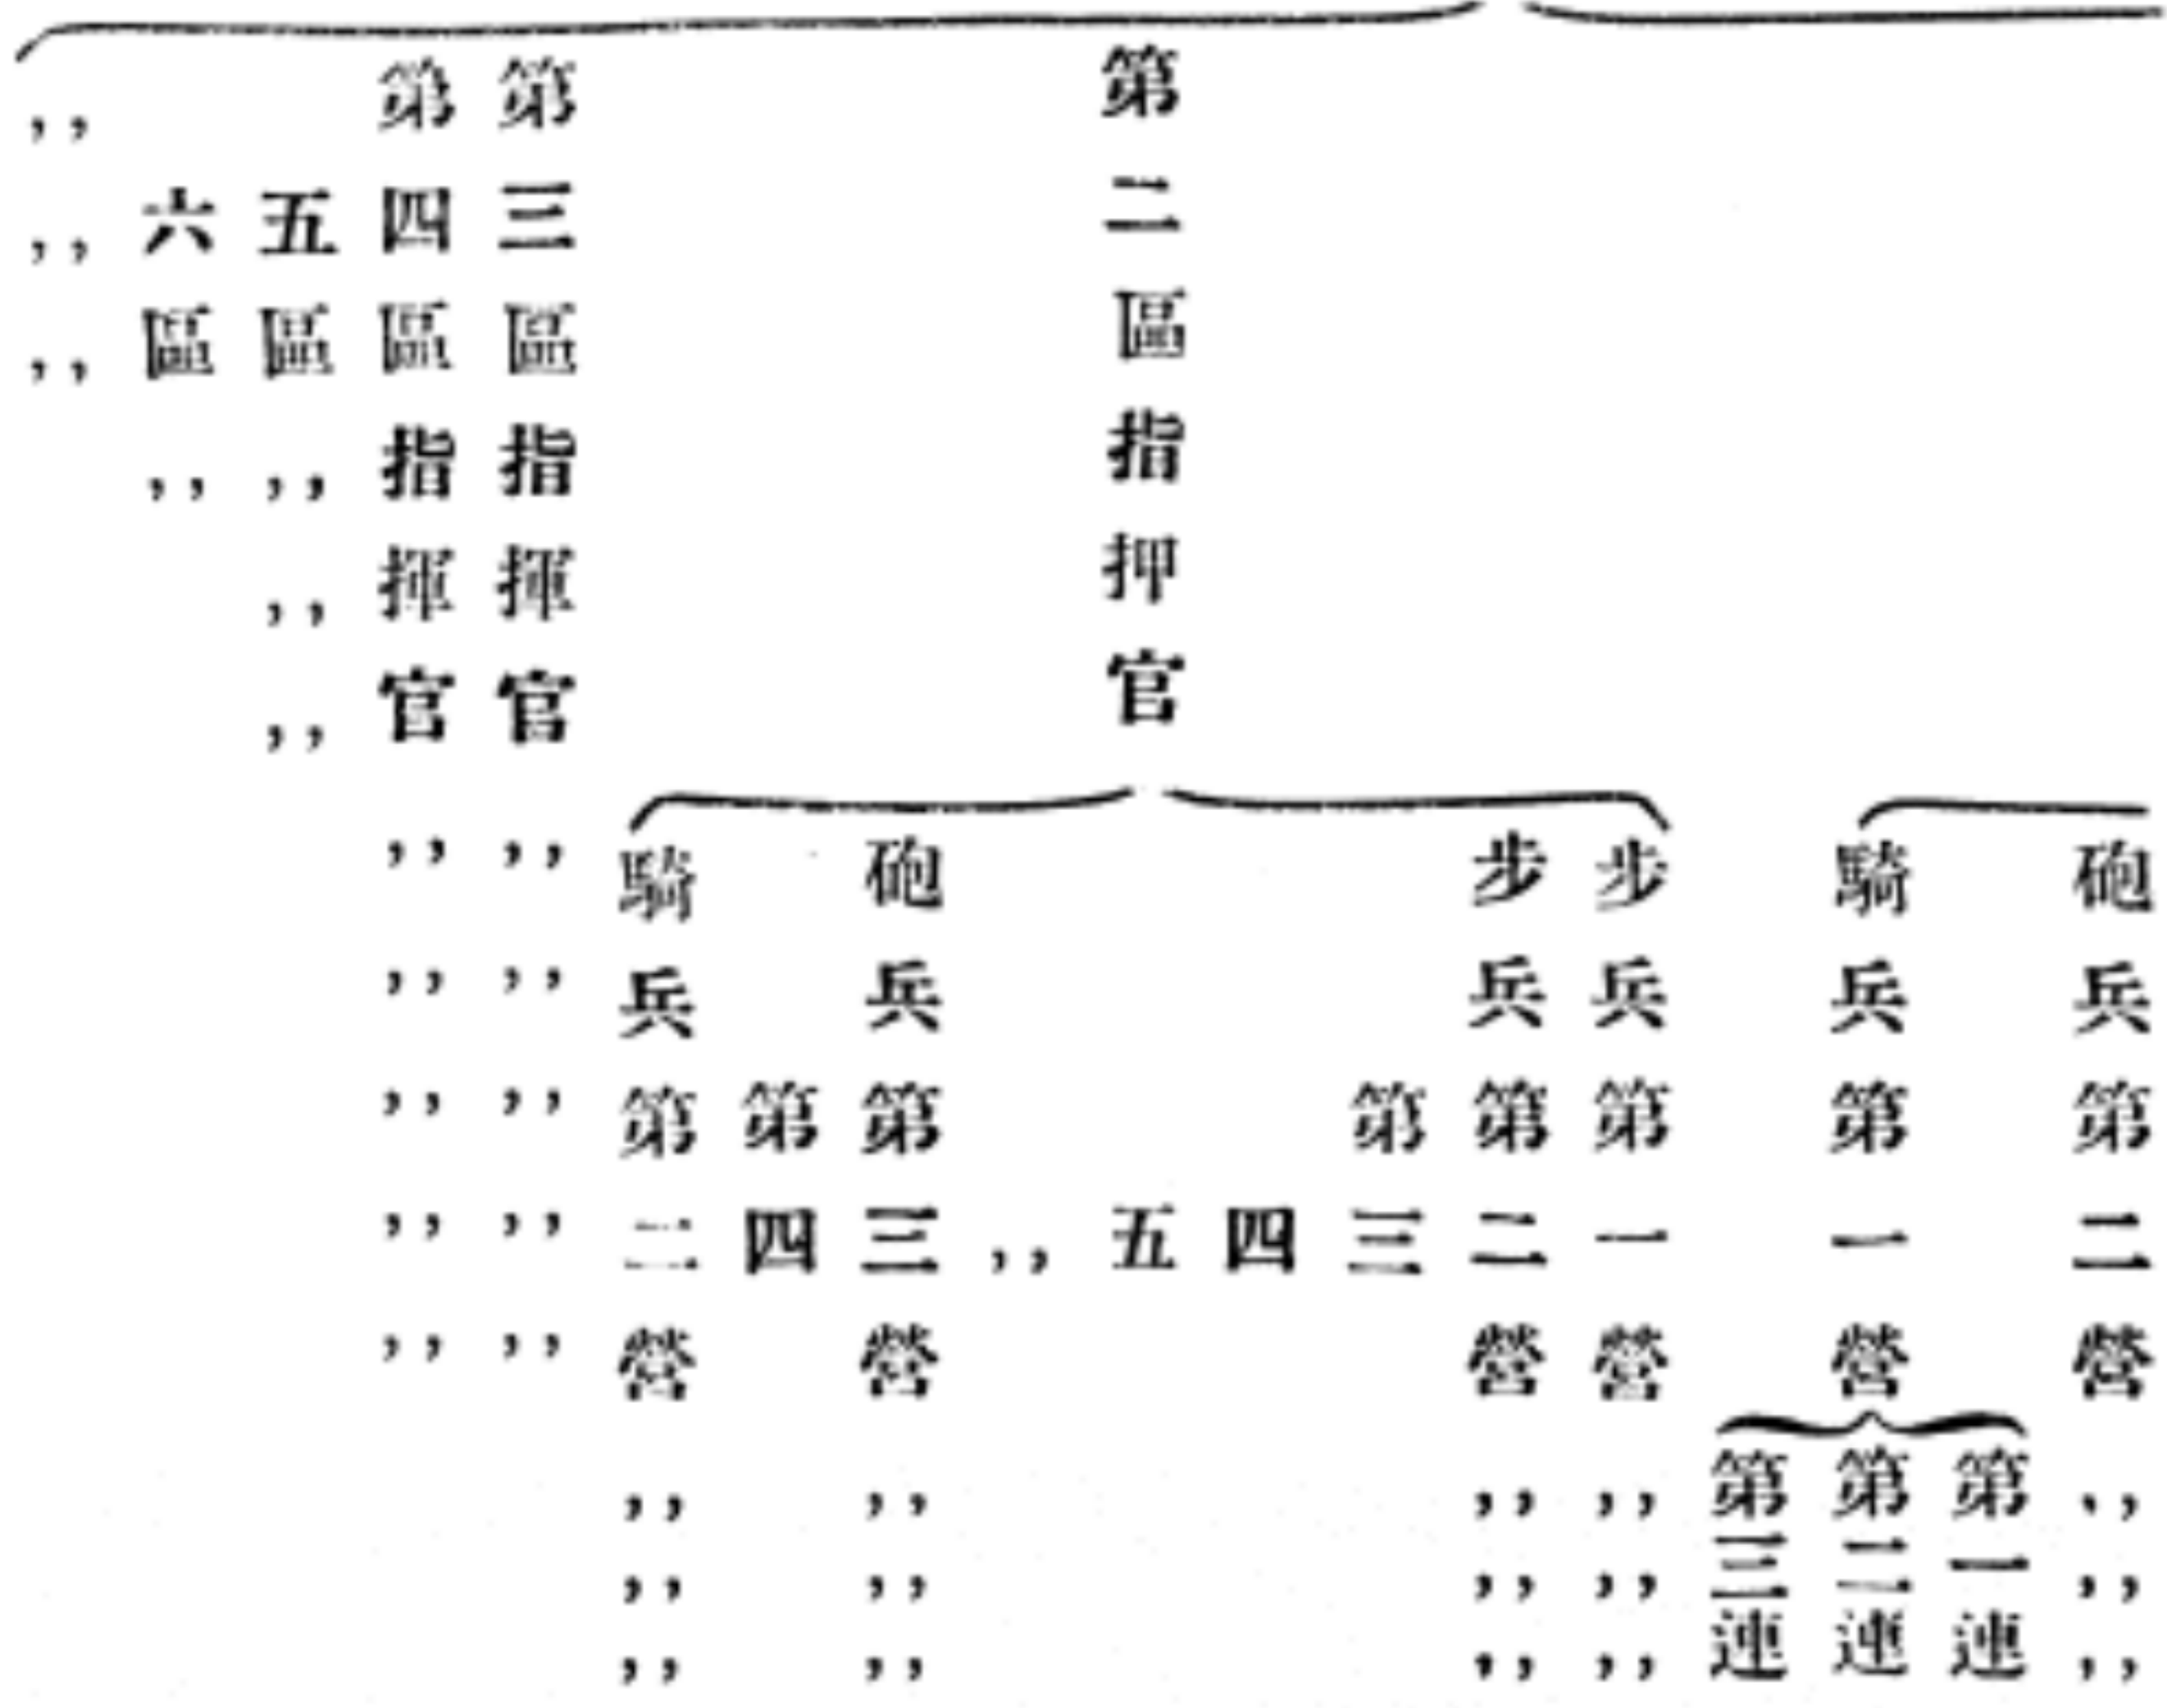 砲兵第二營,,,,,,
騎兵第一營
第一連
第二連
第三連
第二區指押官
步兵第一營,,,,,,
步兵第二營,,,,,,
第三
四
五
,,
砲兵第三營,,,,,,
第四
騎兵第二營,,,,,,
第三區指揮官,,,,,,,,,,
第四區指揮官,,,,,,,,,,
五區,,,,,,
六區,,
,,,,,,